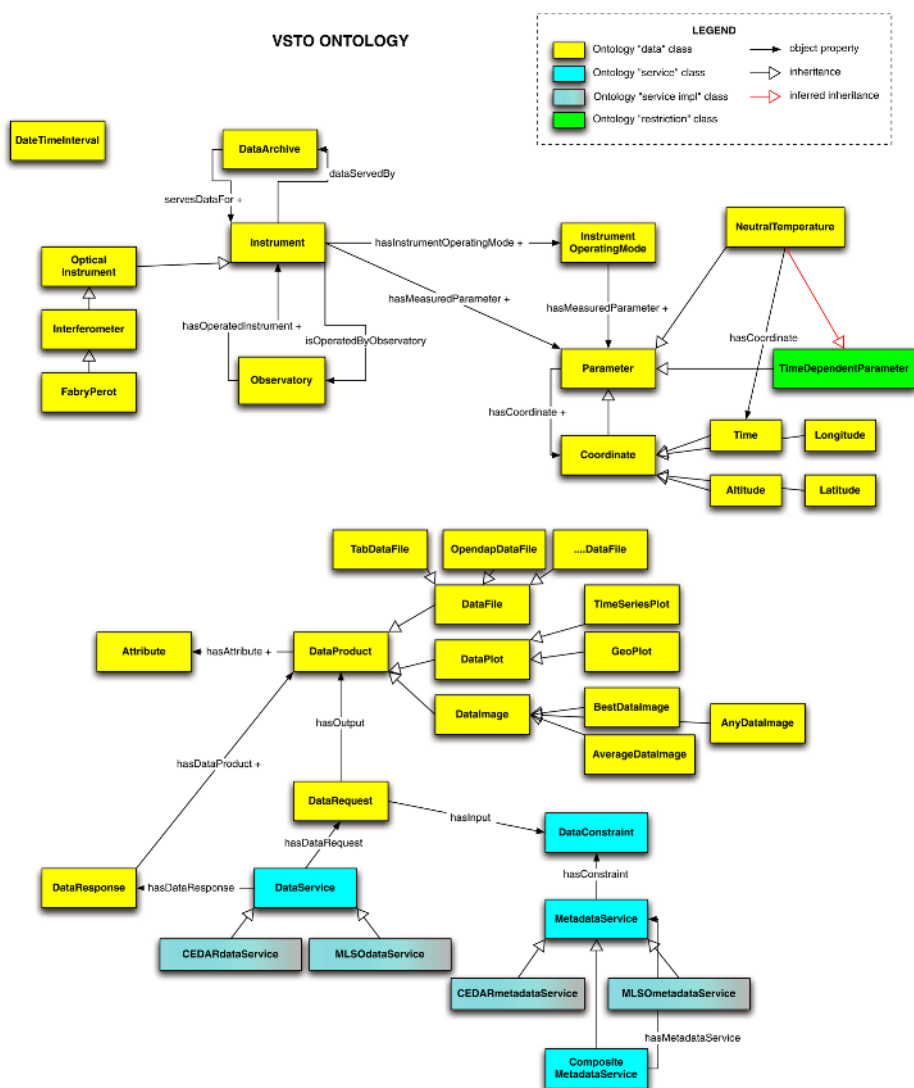 VSTO ONTOLOGY
LEGEND
Ontology "data" class
object property
Ontology "service" class
inheritance
Ontology "service impl" class
inferred inheritance
Ontology "restriction" class
DateTimeInterval
DataArchive
dataServedBy
servesDataFor +
Instrument
hasInstrumentOperatingMode +
Instrument
OperatingMode
NeutralTemperature
Optical
Instrument
hasMeasuredParameter +
hasMeasuredParameter +
Interferometer
hasOperatedInstrument +
isOperatedByObservatory
hasCoordinate
FabryPerot
Observatory
Parameter
TimeDependentParameter
hasCoordinate +
Coordinate
Time
Longitude
Altitude
Latitude
TabDataFile
OpendapDataFile
....DataFile
DataFile
TimeSeriesPlot
Attribute
hasAttribute +
DataProduct
DataPlot
GeoPlot
DataImage
BestDataImage
AnyDataImage
hasOutput
AverageDataImage
hasDataProduct +
DataRequest
hasInput
DataConstraint
hasDataRequest
DataResponse
hasDataResponse
DataService
hasConstraint
MetadataService
CEDARdataService
MLSOdataService
CEDARmetadataService
MLSOmetadataService
hasMetadataService
Composite
MetadataService